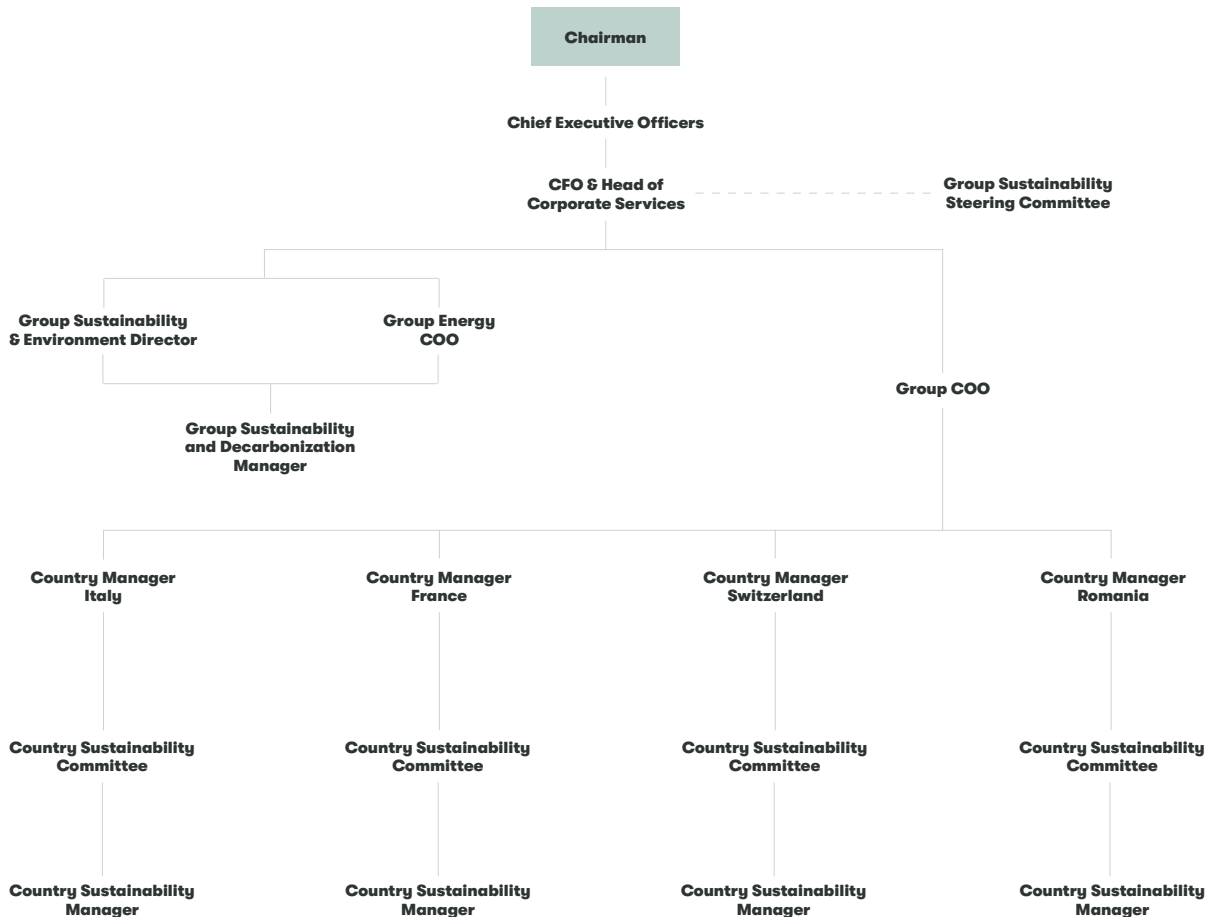 Chairman
Chief Executive Officers
CFO & Head of
Corporate Services
Group Sustainability
Steering Committee
Group Sustainability
& Environment Director
Group Energy
COO
Group COO
Group Sustainability
and Decarbonization
Manager
Country Manager
Italy
Country Manager
France
Country Manager
Switzerland
Country Manager
Romania
Country Sustainability
Committee
Country Sustainability
Committee
Country Sustainability
Committee
Country Sustainability
Committee
Country Sustainability
Manager
Country Sustainability
Manager
Country Sustainability
Manager
Country Sustainability
Manager